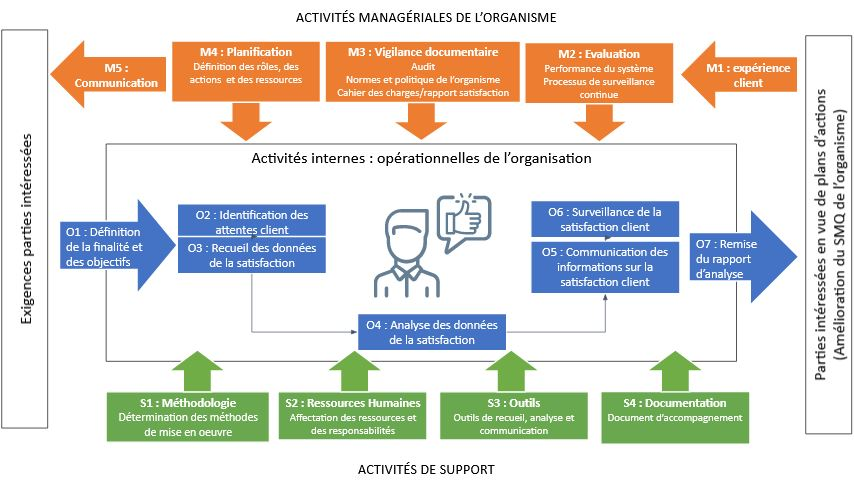 ACTIVITÉS MANAGÉRIALES DE L'ORGANISME
Exigences parties intéressées
M5 :
Communication
M4 : Planification
Définition des rôles, des
actions et des ressources
M3 : Vigilance documentaire
Audit
Normes et politique de l'organisme
Cahier des charges/rapport satisfaction
M2 : Evaluation
Performance du système
Processus de surveillance
continue
M1 : expérience
client
Activités internes : opérationnelles de l'organisation
O1 : Définition
de la finalité et
des objectifs
O2 : Identification des
attentes client
O3 : Recueil des données
de la satisfaction
O4 : Analyse des données
de la satisfaction
O6 : Surveillance de la
satisfaction client
O5 : Communication des
informations sur la
satisfaction client
O7 : Remise
du rapport
d'analyse
Parties intéressées en vue de plans d'actions
(Amélioration du SMQ de l'organisme)
S1 : Méthodologie
Détermination des méthodes
de mise en oeuvre
S2 : Ressources Humaines
Affectation des ressources et
des responsabilités
S3 : Outils
Outils de recueil, analyse et
communication
S4 : Documentation
Document d'accompagnement
ACTIVITÉS DE SUPPORT